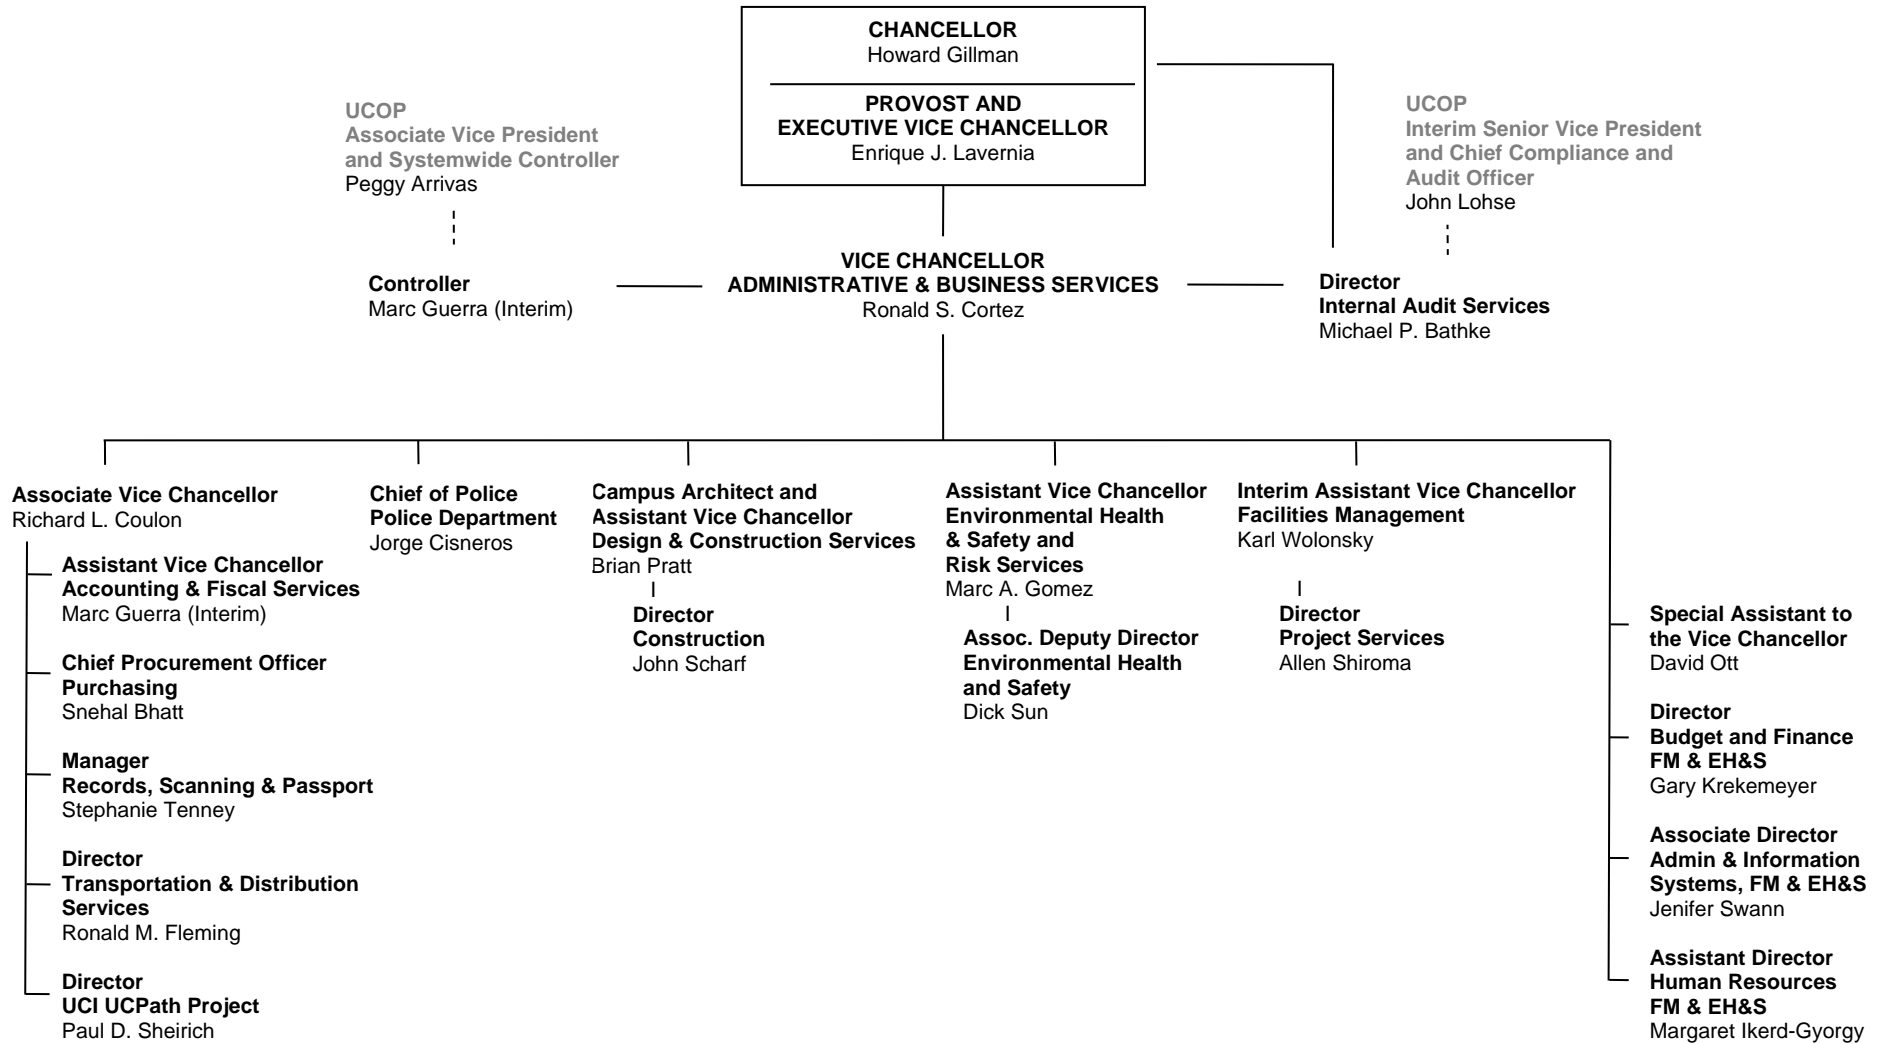 CHANCELLOR
Howard Gillman
PROVOST AND
EXECUTIVE VICE CHANCELLOR
Enrique J. Lavernia
UCOP
Associate Vice President
and Systemwide Controller
Peggy Arrivas
UCOP
Interim Senior Vice President
and Chief Compliance and
Audit Officer
John Lohse
Controller
Marc Guerra (Interim)
VICE CHANCELLOR
ADMINISTRATIVE & BUSINESS SERVICES
Ronald S. Cortez
Director
Internal Audit Services
Michael P. Bathke
Associate Vice Chancellor
Richard L. Coulon
Assistant Vice Chancellor
Accounting & Fiscal Services
Marc Guerra (Interim)
Chief Procurement Officer
Purchasing
Snehal Bhatt
Manager
Records, Scanning & Passport
Stephanie Tenney
Director
Transportation & Distribution
Services
Ronald M. Fleming
Director
UCI UCPath Project
Paul D. Sheirich
Chief of Police
Police Department
Jorge Cisneros
Campus Architect and
Assistant Vice Chancellor
Design & Construction Services
Brian Pratt
Director
Construction
John Scharf
Assistant Vice Chancellor
Environmental Health
& Safety and
Risk Services
Marc A. Gomez
Assoc. Deputy Director
Environmental Health
and Safety
Dick Sun
Interim Assistant Vice Chancellor
Facilities Management
Karl Wolonsky
Director
Project Services
Allen Shiroma
Special Assistant to
the Vice Chancellor
David Ott
Director
Budget and Finance
FM & EH&S
Gary Krekemeyer
Associate Director
Admin & Information
Systems, FM & EH&S
Jenifer Swann
Assistant Director
Human Resources
FM & EH&S
Margaret Ikerd-Gyorgy